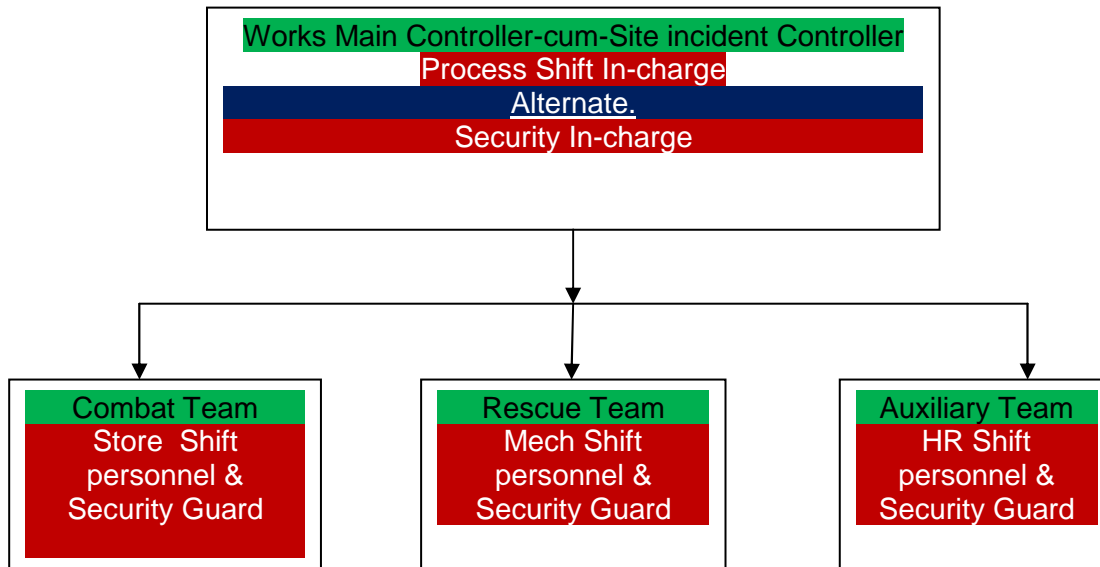 Works Main Controller-cum-Site incident Controller
Process Shift In-charge
Alternate.
Security In-charge
Combat Team
Store Shift
personnel &
Security Guard
Rescue Team
Mech Shift
personnel &
Security Guard
Auxiliary Team
HR Shift
personnel &
Security Guard